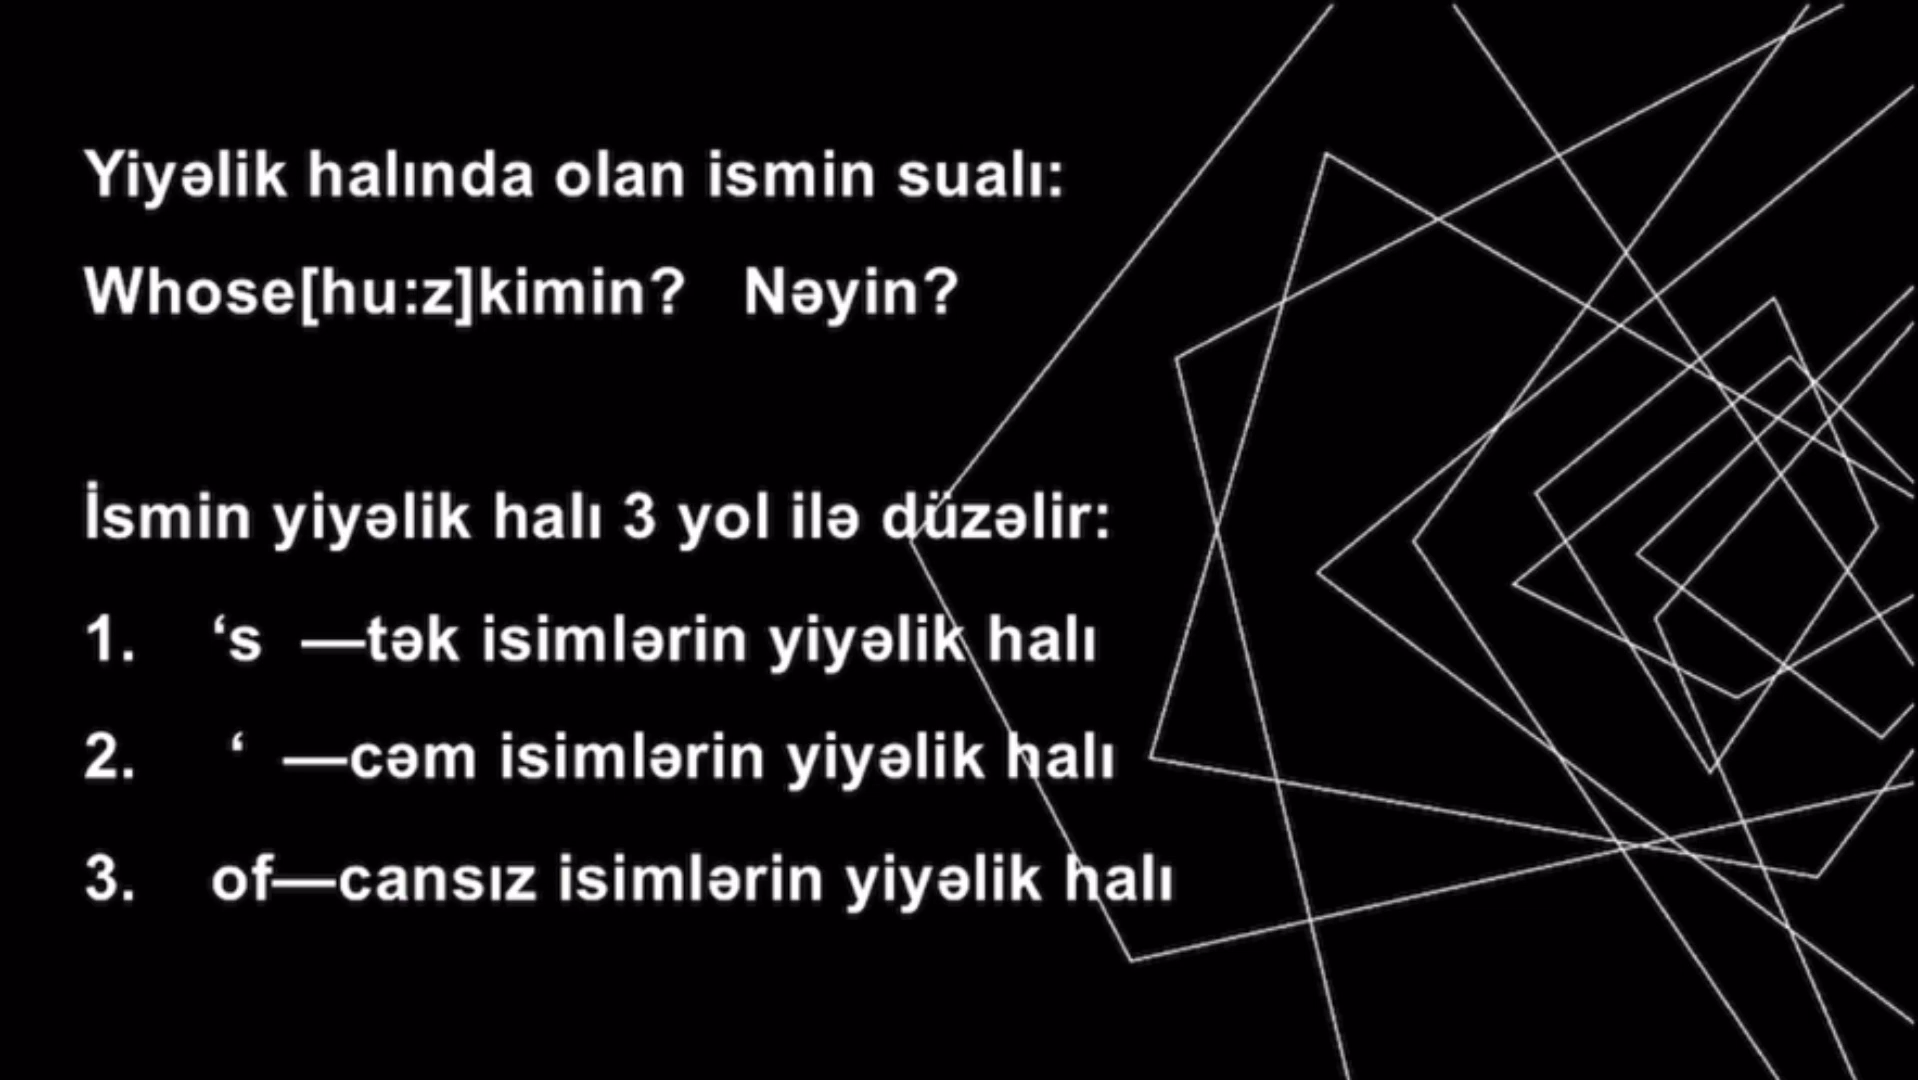 Yiyəlik halında olan ismin sualı:
Whose[hu:z]kimin? Nəyin?
İsmin yiyəlik halı 3 yol ilə düzəlir:
1. ‘s —tək isimlərin yiyəlik halı
2. ‘ —cəm isimlərin yiyəlik halı
3. of—cansız isimlərin yiyəlik halı